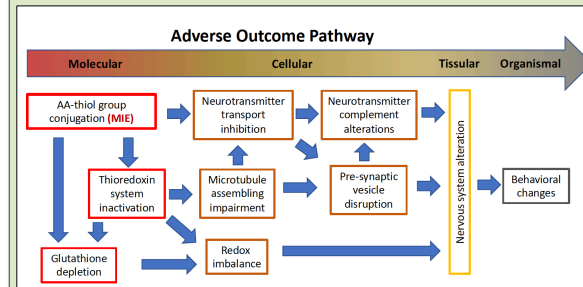 Adverse Outcome Pathway
Molecular
Cellular
Tissular
Organismal
AA-thiol group
conjugation (MIE)
Neurotransmitter
transport
inhibition
Neurotransmitter
complement
alterations
Thioredoxin
system
inactivation
Microtubule
assembling
impairment
Pre-synaptic
vesicle
disruption
Nervous system alteration
Behavioral
changes
Glutathione
depletion
Redox
imbalance